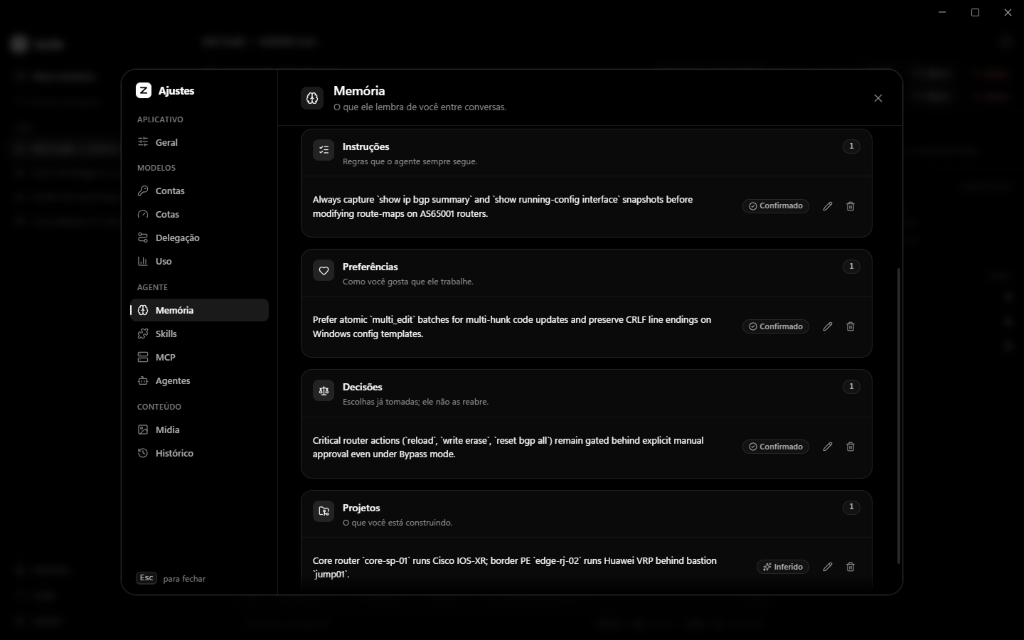 Z Ajustes
APLICATIVO
Geral
MODELOS
Contas
Cotas
Delegação
Uso
AGENTE
Memória
Skills
MCP
Agentes
CONTEÚDO
Mídia
Histórico
Esc para fechar
Memória
O que ele lembra de você entre conversas.
Instruções 1
Regras que o agente sempre segue.
Always capture `show ip bgp summary` and `show running-config interface` snapshots before
modifying route-maps on AS65001 routers.
Confirmado
Preferências 1
Como você gosta que ele trabalhe.
Prefer atomic `multi_edit` batches for multi-hunk code updates and preserve CRLF line endings on
Windows config templates.
Confirmado
Decisões 1
Escolhas já tomadas; ele não as reabre.
Critical router actions (`reload`, `write erase`, `reset bgp all`) remain gated behind explicit manual
approval even under Bypass mode.
Confirmado
Projetos 1
O que você está construindo.
Core router `core-sp-01` runs Cisco IOS-XR; border PE `edge-rj-02` runs Huawei VRP behind bastion
`jump01`.
Inferido